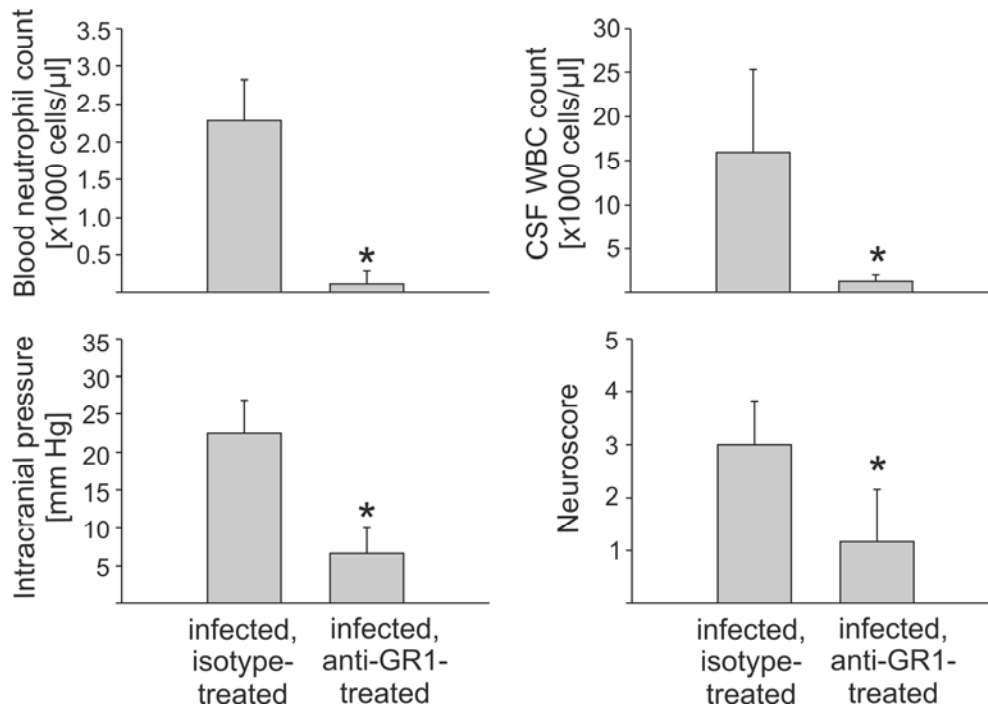 Blood neutrophil count
[x1000 cells/µl]
3.5
3.0
2.5
2.0
1.5
1.0
0.5
*
CSF WBC count
[x1000 cells/µl]
30
25
20
15
10
5
*
Intracranial pressure
[mm Hg]
35
30
25
20
15
10
5
*
infected,
isotype-
treated
infected,
anti-GR1-
treated
Neuroscore
5
4
3
2
1
*
infected,
isotype-
treated
infected,
anti-GR1-
treated